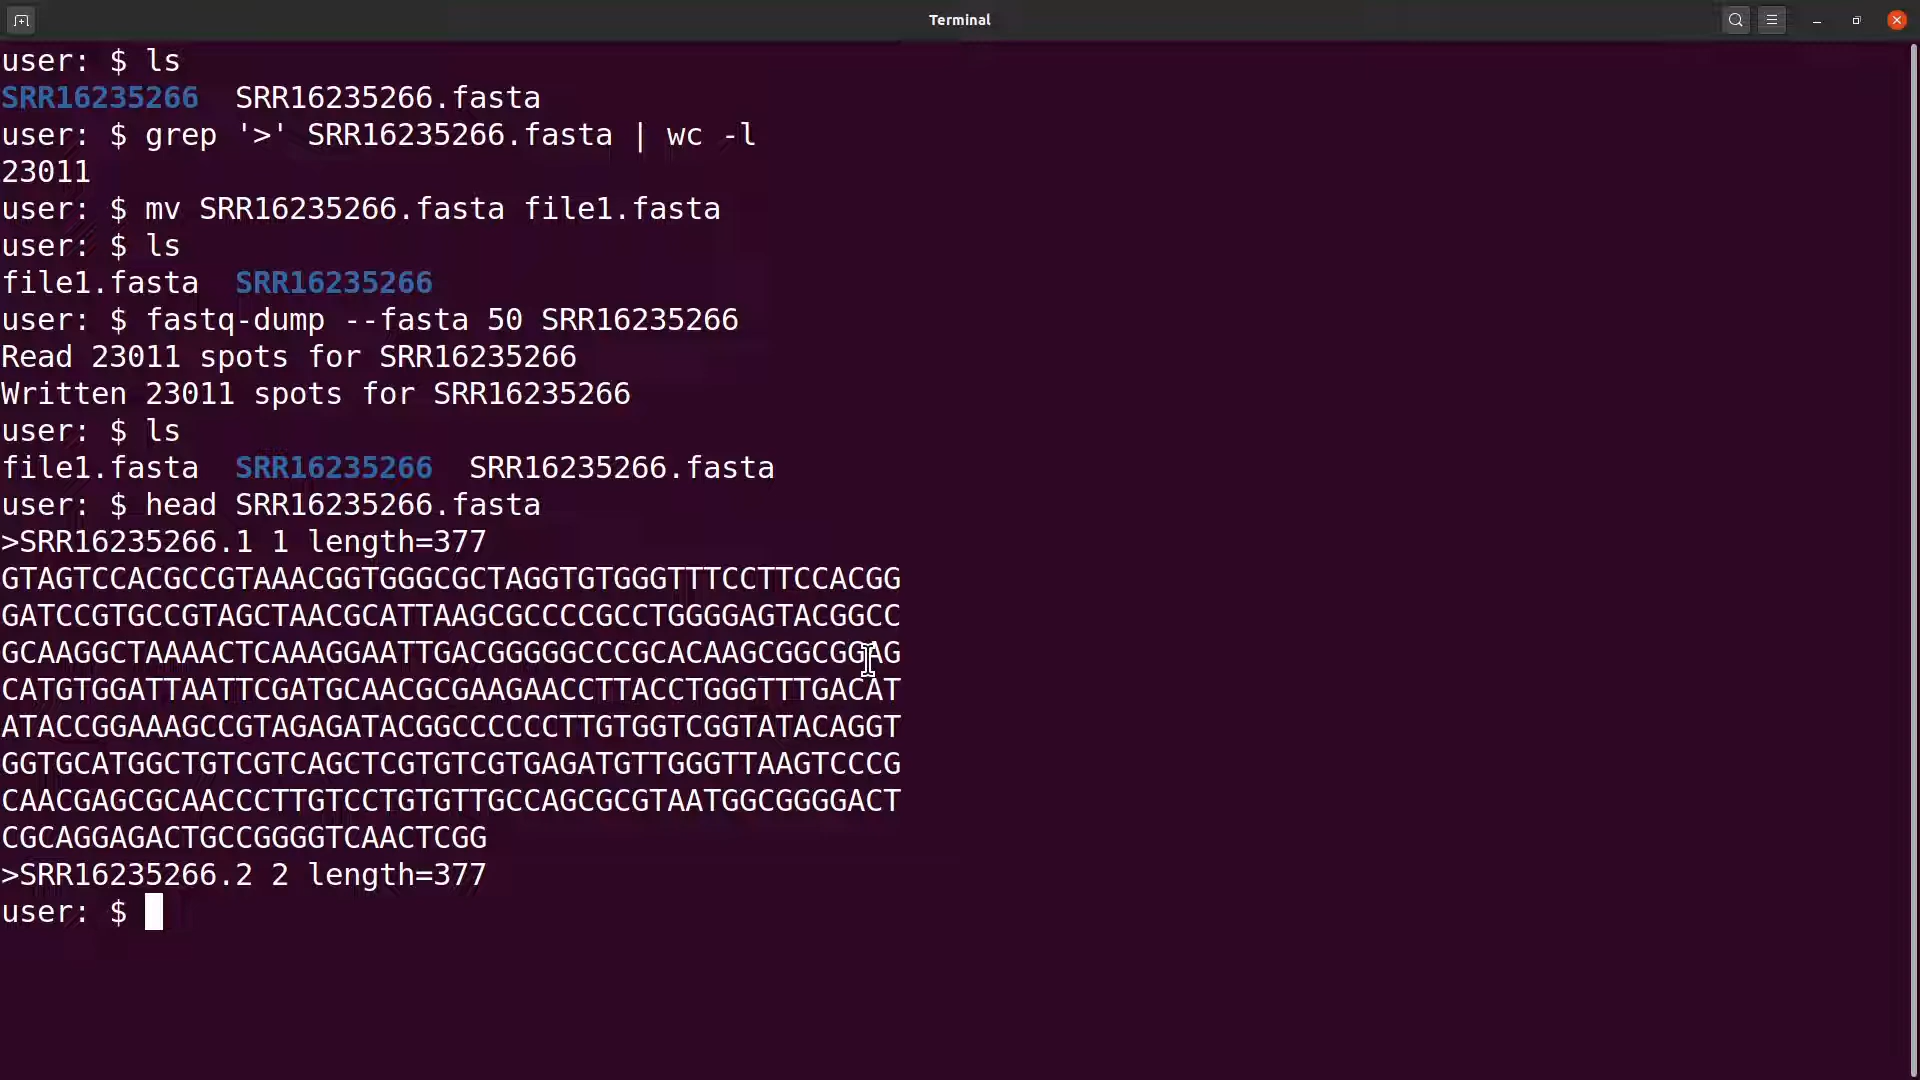 Terminal
user: $ ls
SRR16235266  SRR16235266.fasta
user: $ grep '>' SRR16235266.fasta | wc -l
23011
user: $ mv SRR16235266.fasta file1.fasta
user: $ ls
file1.fasta  SRR16235266
user: $ fastq-dump --fasta 50 SRR16235266
Read 23011 spots for SRR16235266
Written 23011 spots for SRR16235266
user: $ ls
file1.fasta  SRR16235266  SRR16235266.fasta
user: $ head SRR16235266.fasta
>SRR16235266.1 1 length=377
GTAGTCCACGCCGTAAACGGTGGGCGCTAGGTGTGGGTTTCCTTCCACGG
GATCCGTGCCGTAGCTAACGCATTAAGCGCCCCGCCTGGGGAGTACGGCC
GCAAGGCTAAAACTCAAAGGAATTGACGGGGGCCCGCACAAGCGGCGGAG
CATGTGGATTAATTCGATGCAACGCGAAGAACCTTACCTGGGTTTGACAT
ATACCGGAAAGCCGTAGAGATACGGCCCCCCTTGTGGTCGGTATACAGGT
GGTGCATGGCTGTCGTCAGCTCGTGTCGTGAGATGTTGGGTTAAGTCCCG
CAACGAGCGCAACCCTTGTCCTGTGTTGCCAGCGCGTAATGGCGGGGACT
CGCAGGAGACTGCCGGGGTCAACTCGG
>SRR16235266.2 2 length=377
user: $